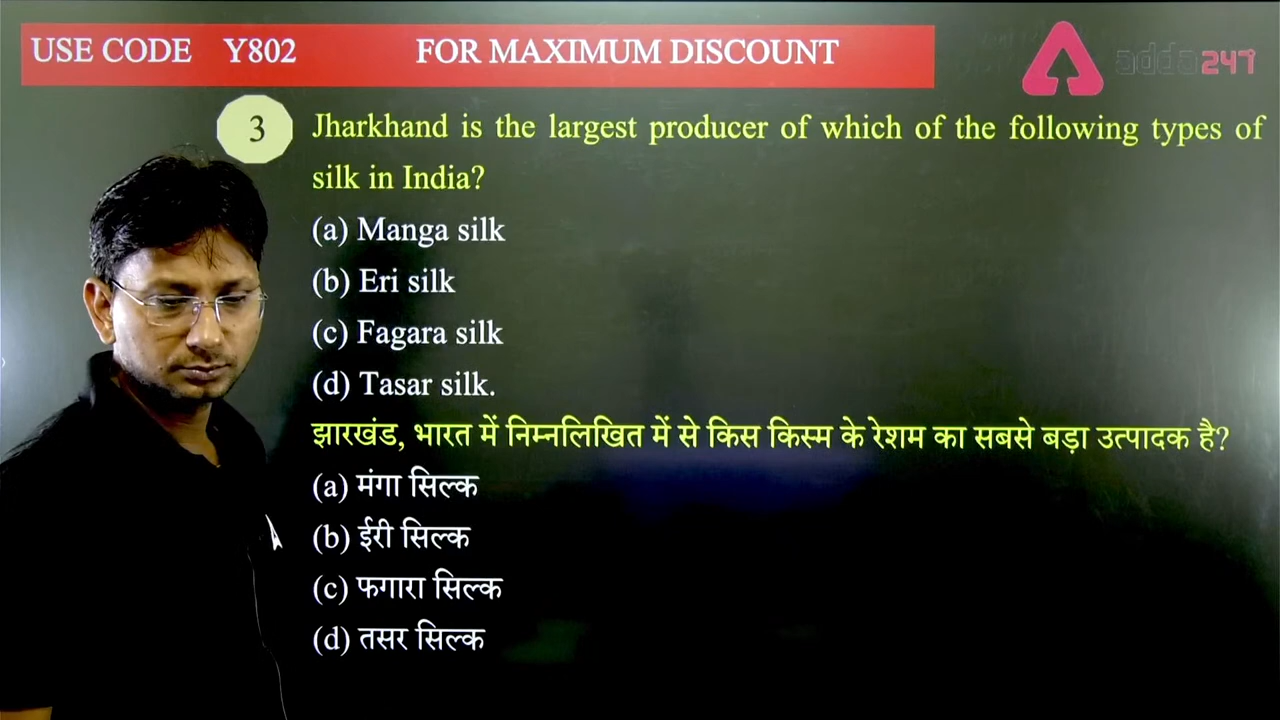 USE CODE Y802 FOR MAXIMUM DISCOUNT
adda247
3
Jharkhand is the largest producer of which of the following types of
silk in India?
(a) Manga silk
(b) Eri silk
(c) Fagara silk
(d) Tasar silk.
झारखंड, भारत में निम्नलिखित में से किस किस्म के रेशम का सबसे बड़ा उत्पादक है?
(a) मंगा सिल्क
(b) ईरी सिल्क
(c) फगारा सिल्क
(d) तसर सिल्क